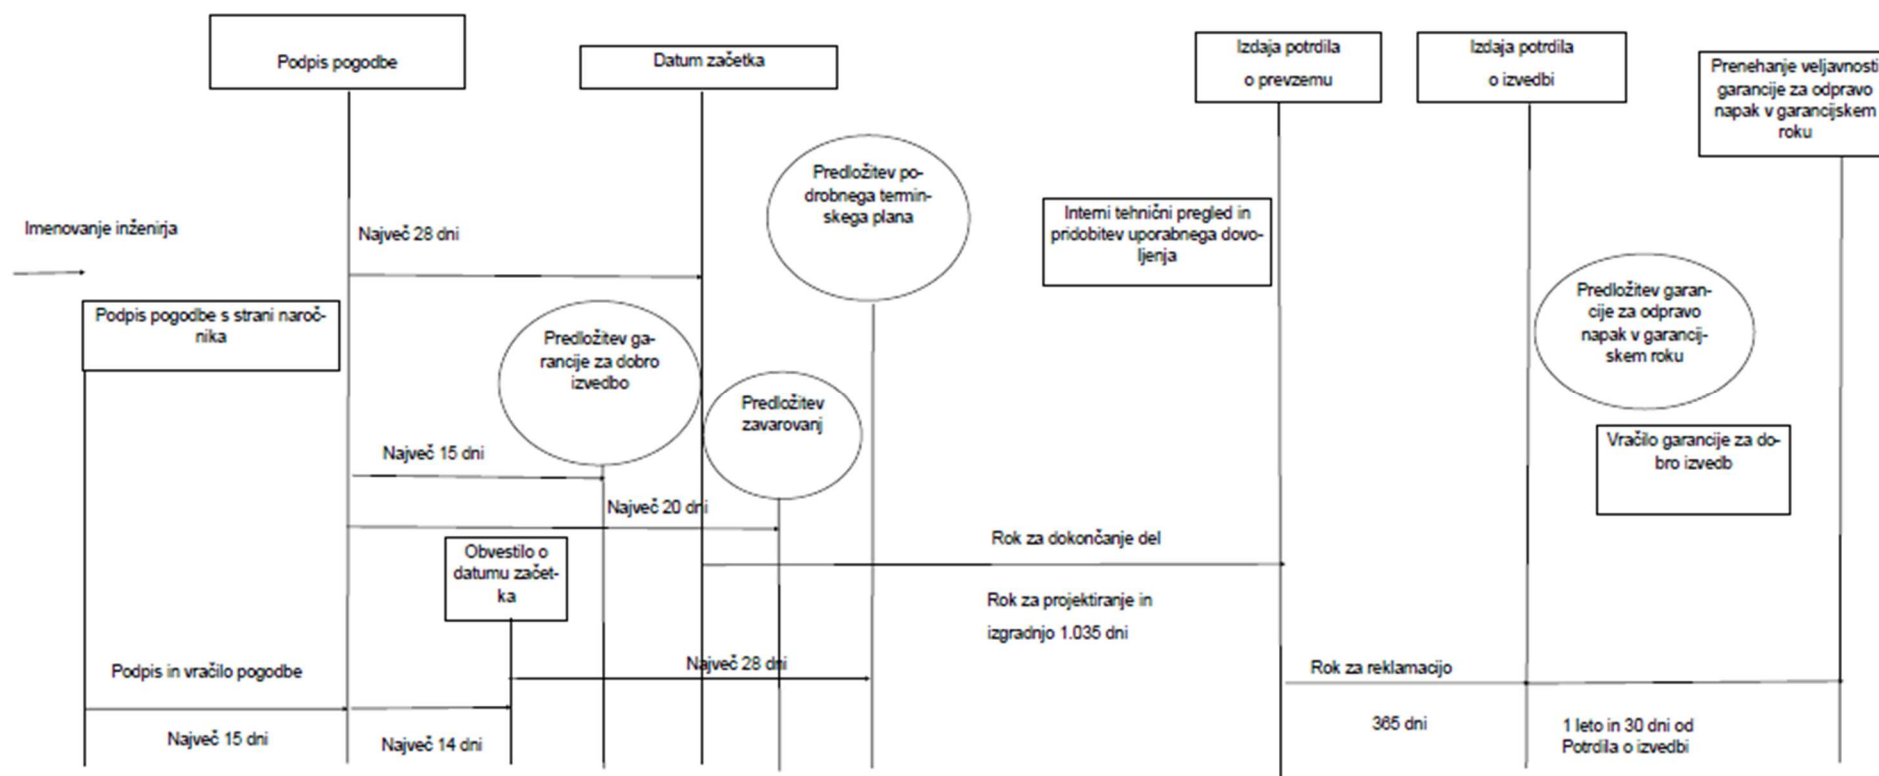 Podpis pogodbe
Datum začetka
Izdaja potrdila
o prevzemu
Izdaja potrdila
o izvedbi
Prenehanje veljavnosti
garancije za odpravo
napak v garancijskem
roku
Predložitev po-
drobnega termin-
skega plana
Imenovanje inženirja
Največ 28 dni
Interni tehnični pregled in
pridobitev uporabnega dovo-
ljenja
Podpis pogodbe s strani naroč-
nika
Predložitev ga-
rancije za dobro
izvedbo
Predložitev garan-
cije za odpravo
napak v garancij-
skem roku
Predložitev
zavarovanj
Največ 15 dni
Vračilo garancije za do-
bro izvedb
Največ 20 dni
Obvestilo o
datumu začet-
ka
Rok za dokončanje del
Rok za projektiranje in
izgradnjo 1.035 dni
Podpis in vračilo pogodbe
Največ 28 dni
Rok za reklamacijo
Največ 15 dni
Največ 14 dni
365 dni
1 leto in 30 dni od
Potrdila o izvedbi